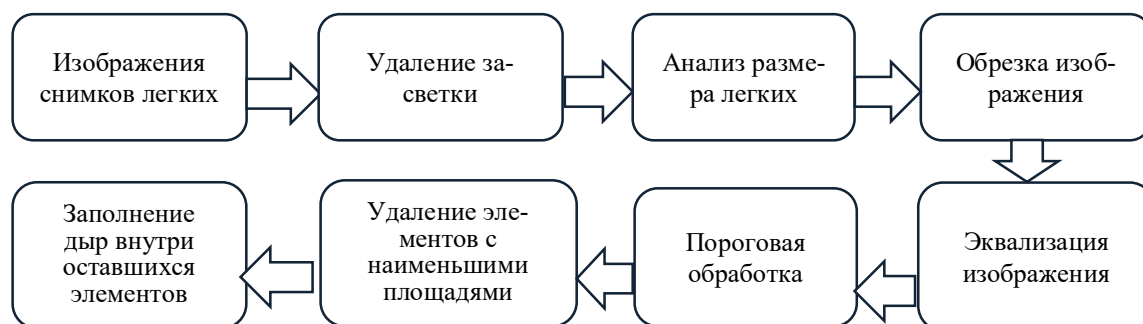 Изображения
снимков легких
Удаление за-
светки
Анализ разме-
ра легких
Обрезка изоб-
ражения
Эквализация
изображения
Пороговая
обработка
Удаление эле-
ментов с
наименьшими
площадями
Заполнение
дыр внутри
оставшихся
элементов